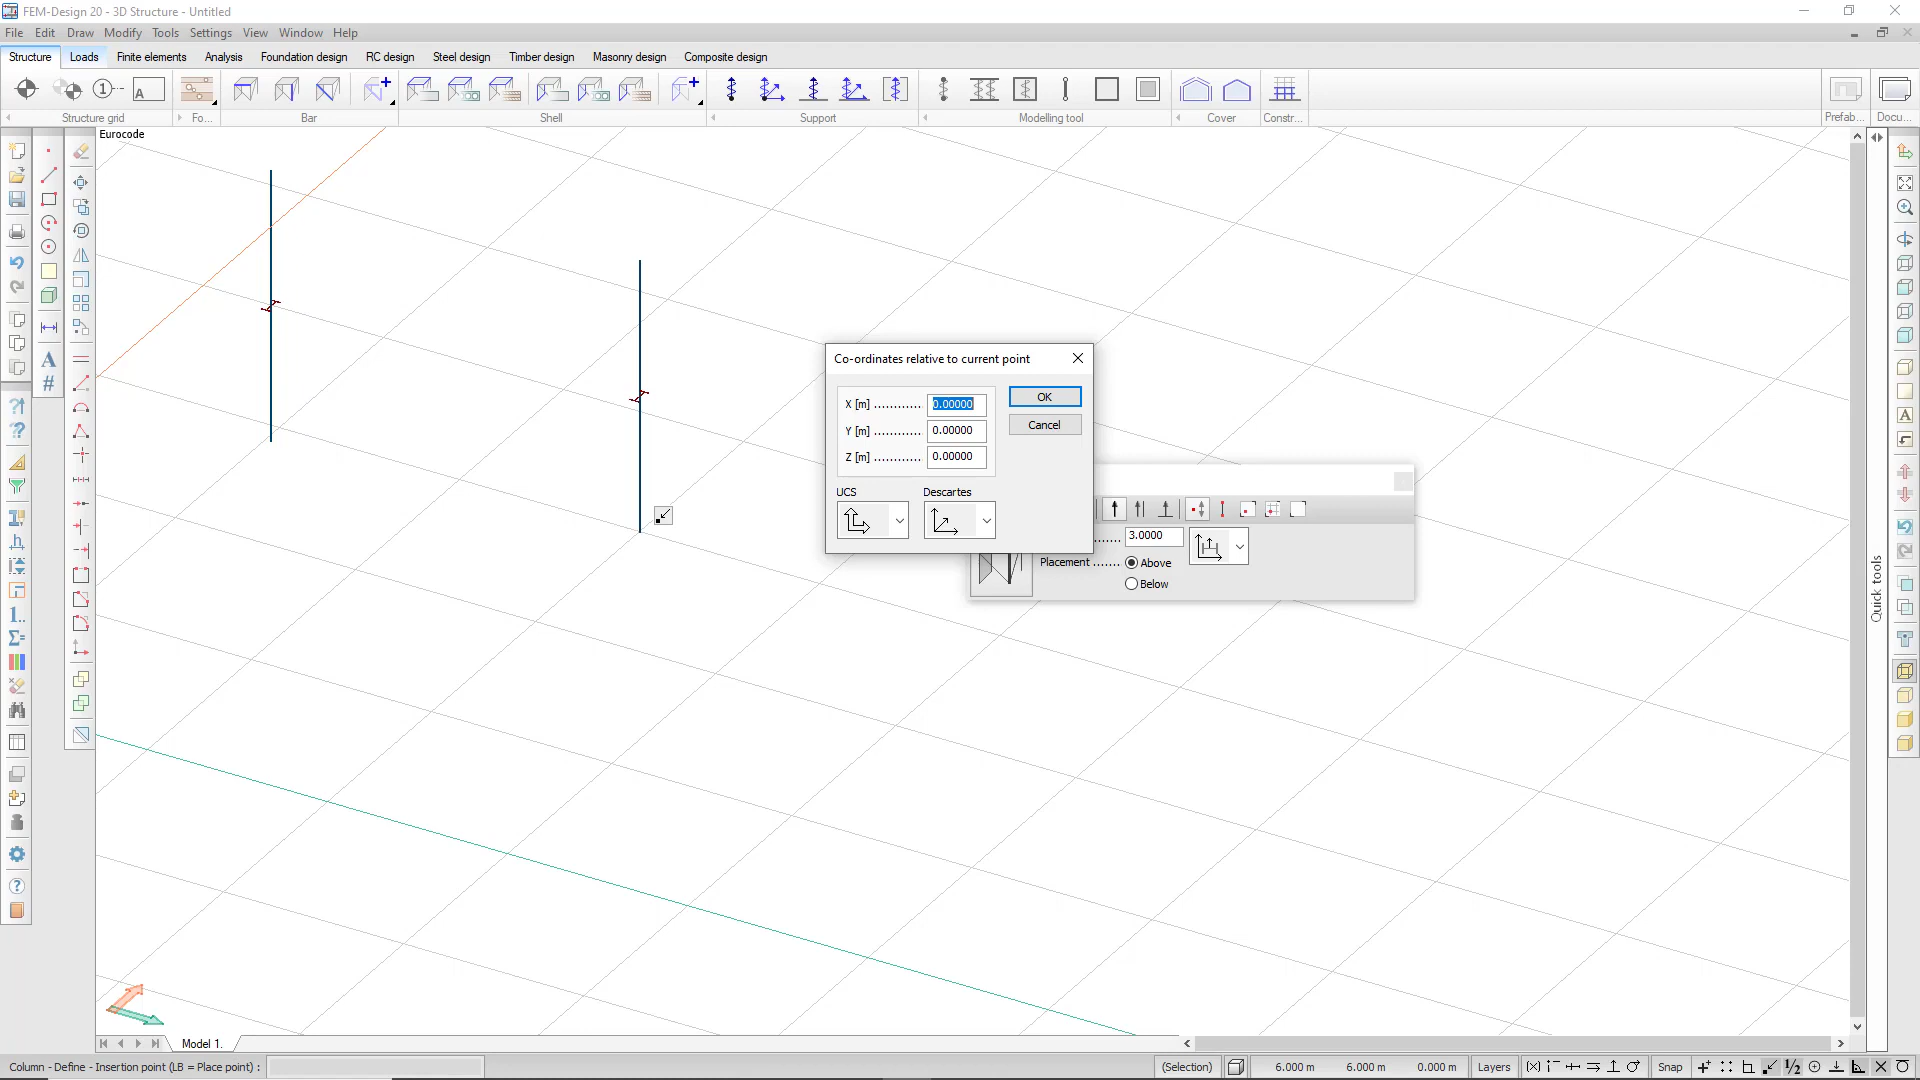 FEM-Design 20 - 3D Structure - Untitled
File Edit Draw Modify Tools Settings View Window Help
Structure Loads Finite elements Analysis Foundation design RC design Steel design Timber design Masonry design Composite design
1 A
Structure grid Fo... Bar Shell Support Modelling tool Cover Constr... Prefab... Docu...
Eurocode
Co-ordinates relative to current point
X [m] ............ 0.00000 OK
Y [m] ............ 0.00000 Cancel
Z [m] ............ 0.00000
UCS Descartes
3.0000
Placement ....... Above
Below
Quick tools
Model 1.
Column - Define - Insertion point (LB = Place point) :
(Selection) 6.000 m 6.000 m 0.000 m Layers Snap 1/2